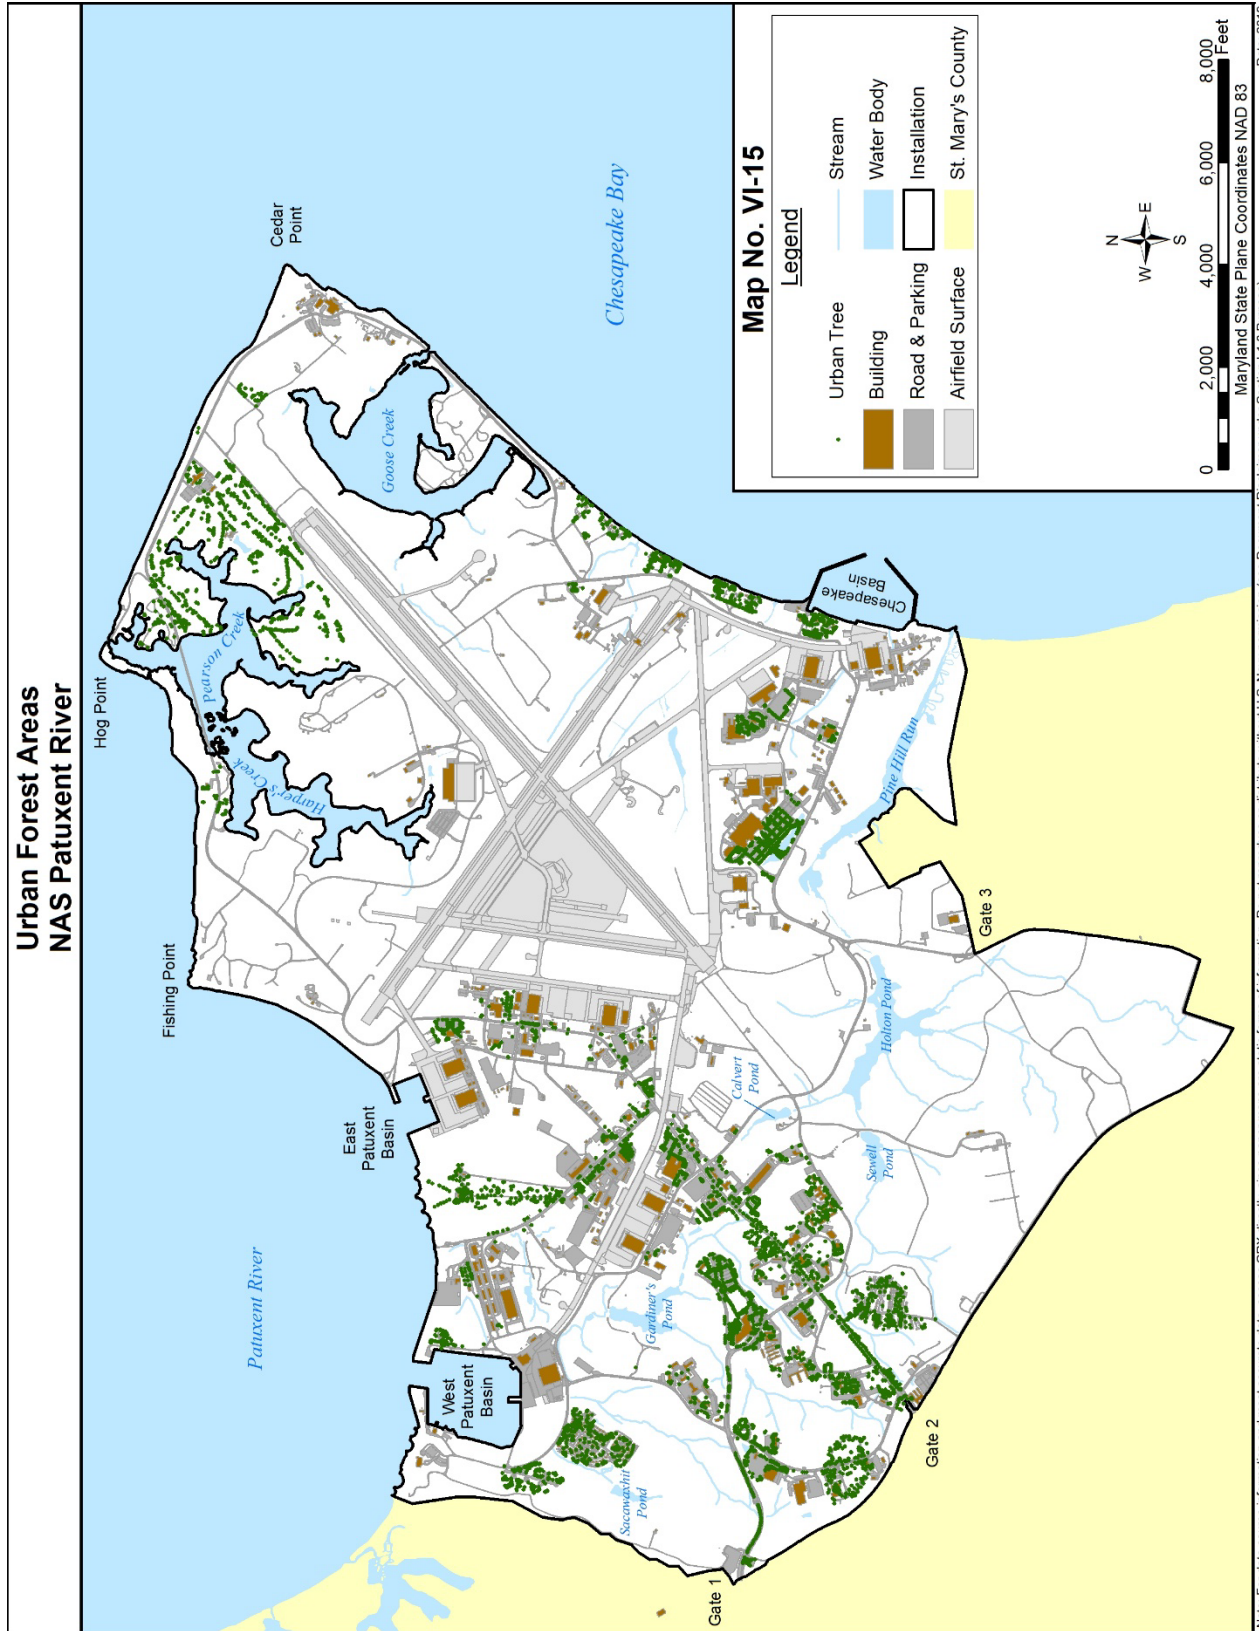 Urban Forest Areas
NAS Patuxent River
Hog Point
Cedar
Point
Fishing Point
Pearson Creek
Harper's Creek
Goose Creek
Chesapeake Bay
Patuxent River
East
Patuxent
Basin
West
Patuxent
Basin
Chesapeake
Basin
Pine Hill Run
Gate 3
Holton Pond
Calvert
Pond
Sewell
Pond
Gardiner's
Pond
Sacawaxhit
Pond
Gate 1
Gate 2
Map No. VI-15
Legend
Urban Tree
Building
Road & Parking
Airfield Surface
Stream
Water Body
Installation
St. Mary's County
N
W E
S
0 2,000 4,000 6,000 8,000
Feet
Maryland State Plane Coordinates NAD 83